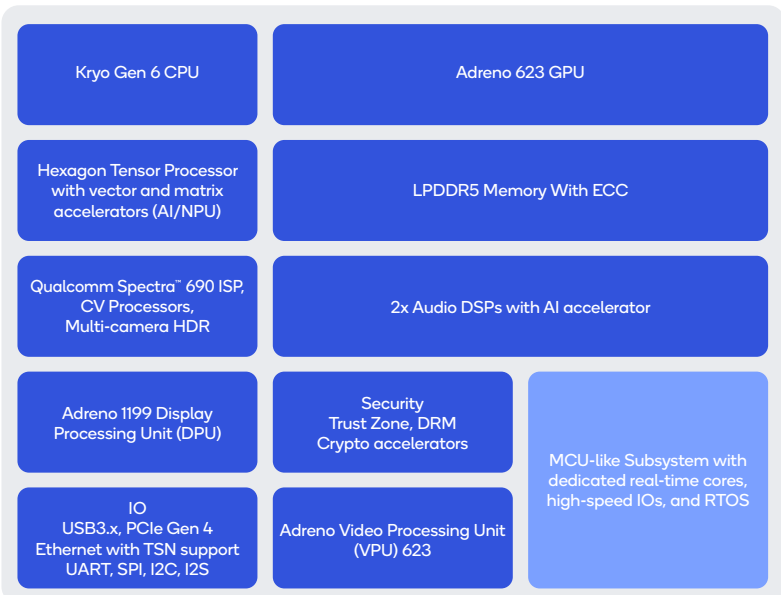 Kryo Gen 6 CPU
Adreno 623 GPU
Hexagon Tensor Processor
with vector and matrix
accelerators (AI/NPU)
LPDDR5 Memory With ECC
Qualcomm Spectra™ 690 ISP,
CV Processors,
Multi-camera HDR
2x Audio DSPs with AI accelerator
Adreno 1199 Display
Processing Unit (DPU)
Security
Trust Zone, DRM
Crypto accelerators
MCU-like Subsystem with
dedicated real-time cores,
high-speed IOs, and RTOS
IO
USB3.x, PCIe Gen 4
Ethernet with TSN support
UART, SPI, I2C, I2S
Adreno Video Processing Unit
(VPU) 623